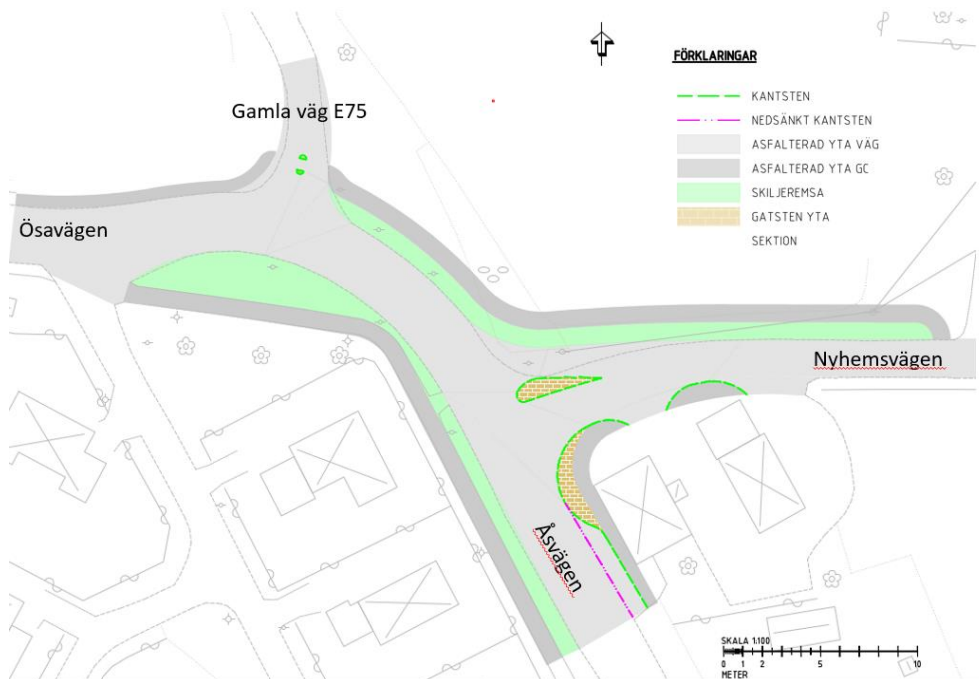 Gamla väg E75
Ösavägen
Nyhemsvägen
Åsvägen
FÖRKLARINGAR
KANTSTEN
NEDSÄNKT KANTSTEN
ASFALTERAD YTA VÄG
ASFALTERAD YTA GC
SKILJEREMSA
GATSTEN YTA
SEKTION
SKALA 1:100
0 1 2 5 10
METER